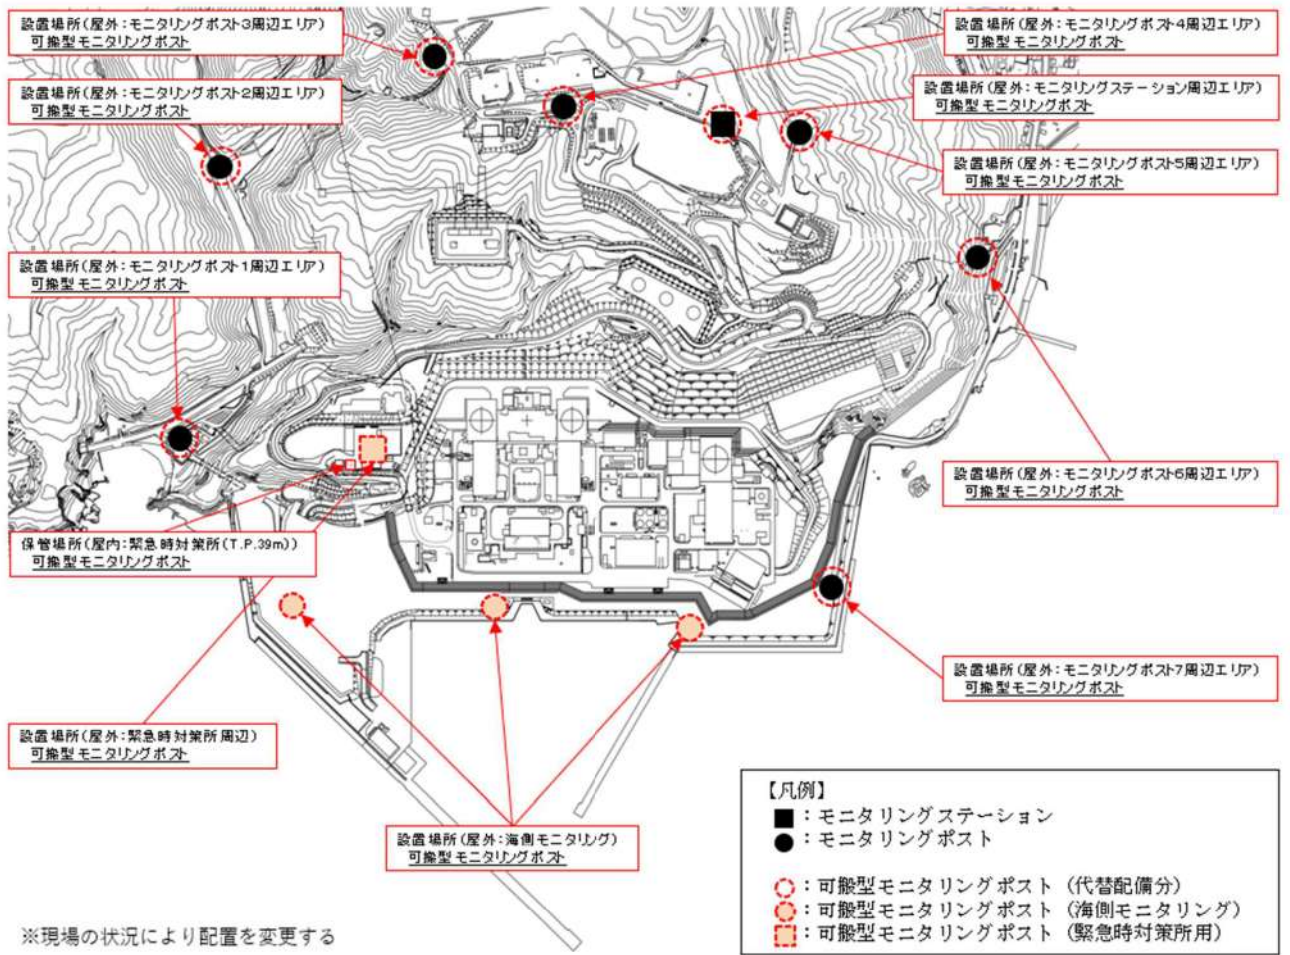 設置場所(屋外:モニタリングポスト3周辺エリア)
可搬型モニタリングポスト
設置場所(屋外:モニタリングポスト4周辺エリア)
可搬型モニタリングポスト
設置場所(屋外:モニタリングポスト2周辺エリア)
可搬型モニタリングポスト
設置場所(屋外:モニタリングステーション周辺エリア)
可搬型モニタリングポスト
設置場所(屋外:モニタリングポスト5周辺エリア)
可搬型モニタリングポスト
設置場所(屋外:モニタリングポスト1周辺エリア)
可搬型モニタリングポスト
設置場所(屋外:モニタリングポスト6周辺エリア)
可搬型モニタリングポスト
保管場所(屋内:緊急時対策所(T.P.39m))
可搬型モニタリングポスト
設置場所(屋外:モニタリングポスト7周辺エリア)
可搬型モニタリングポスト
設置場所(屋外:緊急時対策所周辺)
可搬型モニタリングポスト
設置場所(屋外:海側モニタリング)
可搬型モニタリングポスト
【凡例】
■:モニタリングステーション
●:モニタリングポスト
:可搬型モニタリングポスト(代替配備分)
:可搬型モニタリングポスト(海側モニタリング)
:可搬型モニタリングポスト(緊急時対策所用)
※現場の状況により配置を変更する